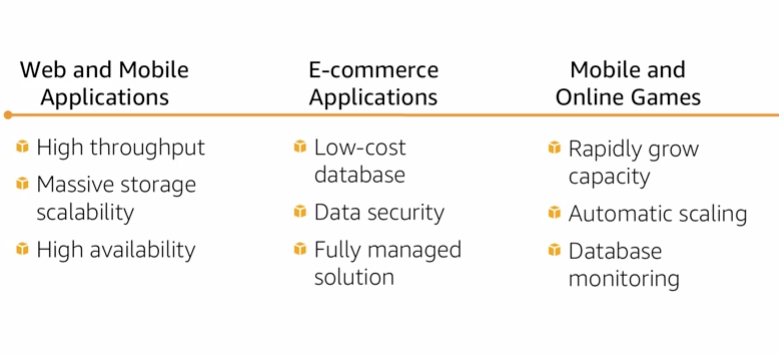 Web and Mobile
Applications
High throughput
Massive storage
scalability
High availability
E-commerce
Applications
Low-cost
database
Data security
Fully managed
solution
Mobile and
Online Games
Rapidly grow
capacity
Automatic scaling
Database
monitoring